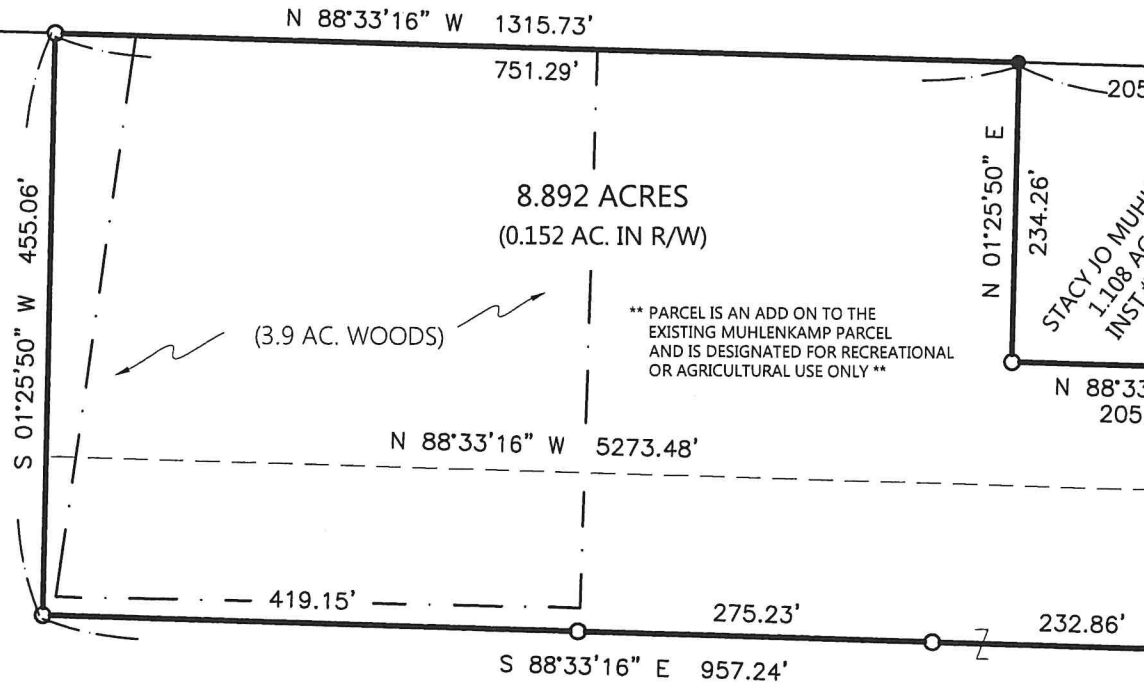 N 88°33'16" W 1315.73'
751.29'
205
S 01°25'50" W 455.06'
N 01°25'50" E
234.26'
8.892 ACRES
(0.152 AC. IN R/W)
STACY JO
1.108
INST
(3.9 AC. WOODS)
** PARCEL IS AN ADD ON TO THE
EXISTING MUHLENKAMP PARCEL
AND IS DESIGNATED FOR RECREATIONAL
OR AGRICULTURAL USE ONLY **
N 88°33
205
N 88°33'16" W 5273.48'
419.15'
275.23'
232.86'
S 88°33'16" E 957.24'